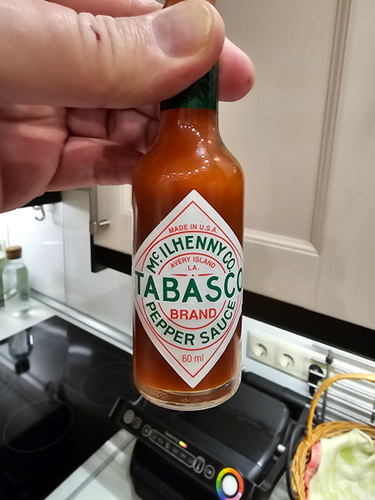 MADE IN U.S.A.
McILHENNY CO.
AVERY ISLAND
LA.
TABASCO
BRAND
PEPPER SAUCE
60 ml